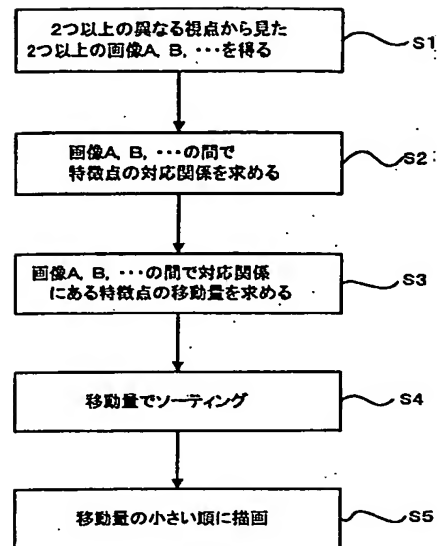 2つ以上の異なる視点から見た
2つ以上の画像A, B, ･･･を得る
S1
画像A, B, ･･･の間で
特徴点の対応関係を求める
S2
画像A, B, ･･･の間で対応関係
にある特徴点の移動量を求める
S3
移動量でソーティング
S4
移動量の小さい順に描画
S5